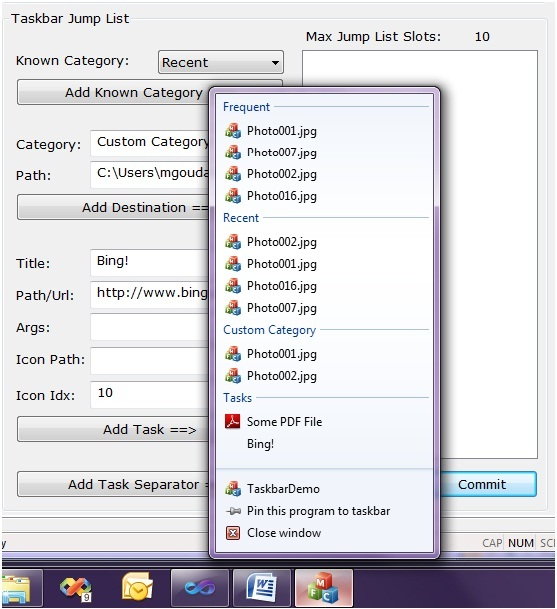 Taskbar Jump List
Max Jump List Slots: 10
Known Category: Recent
Add Known Category
Category: Custom Category
Path: C:\Users\mgouda
Add Destination ==
Title: Bing!
Path/Url: http://www.bing
Args:
Icon Path:
Icon Idx: 10
Add Task ==>
Add Task Separator =
Commit
Frequent
Photo001.jpg
Photo007.jpg
Photo002.jpg
Photo016.jpg
Recent
Photo002.jpg
Photo001.jpg
Photo016.jpg
Photo007.jpg
Custom Category
Photo001.jpg
Photo002.jpg
Tasks
Some PDF File
Bing!
TaskbarDemo
Pin this program to taskbar
Close window
y
CAP NUM SC
9
W
M F C